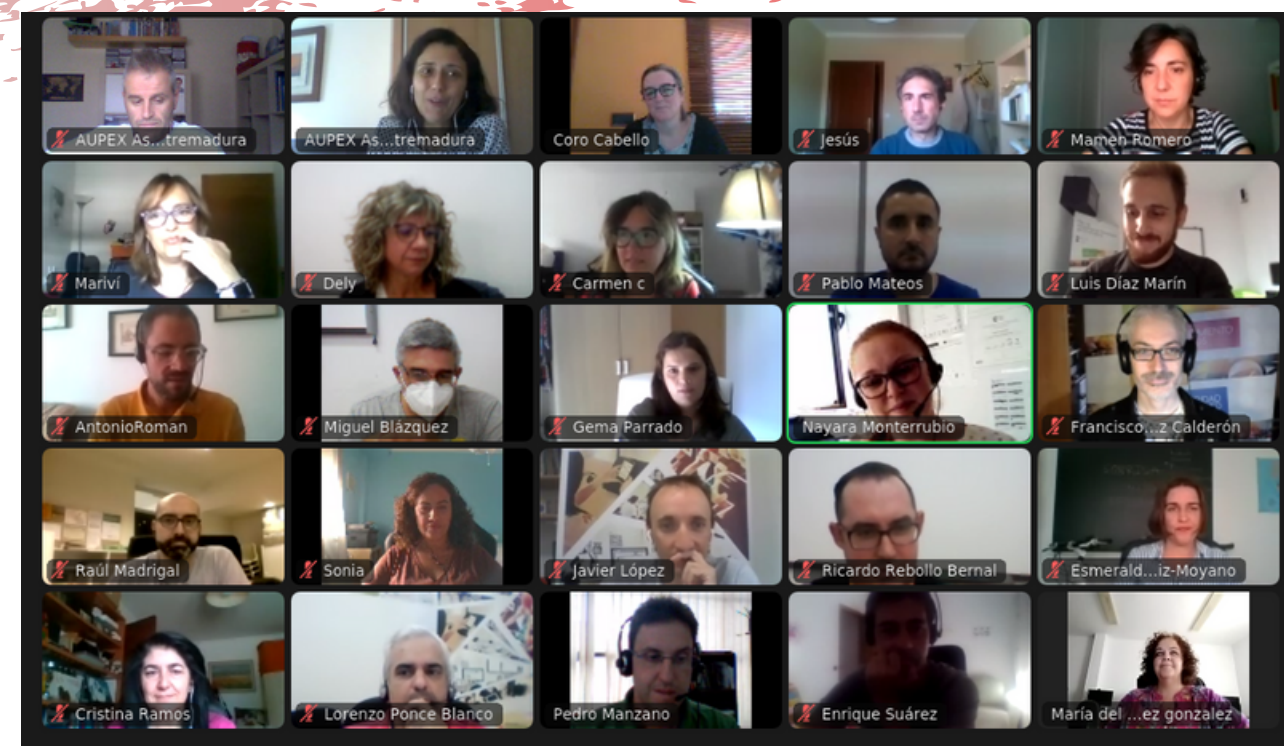 AUPEX As...tremadura
AUPEX As...tremadura
Coro Cabello
Jesús
Mamen Romero
Mariví
Dely
Carmen c
Pablo Mateos
Luis Díaz Marín
AntonioRoman
Miguel Blázquez
Gema Parrado
Nayara Monterrubio
Francisco...z Calderón
Raúl Madrigal
Sonia
Javier López
Ricardo Rebollo Bernal
Esmerald...iz-Moyano
Cristina Ramos
Lorenzo Ponce Blanco
Pedro Manzano
Enrique Suárez
María del ...ez gonzalez